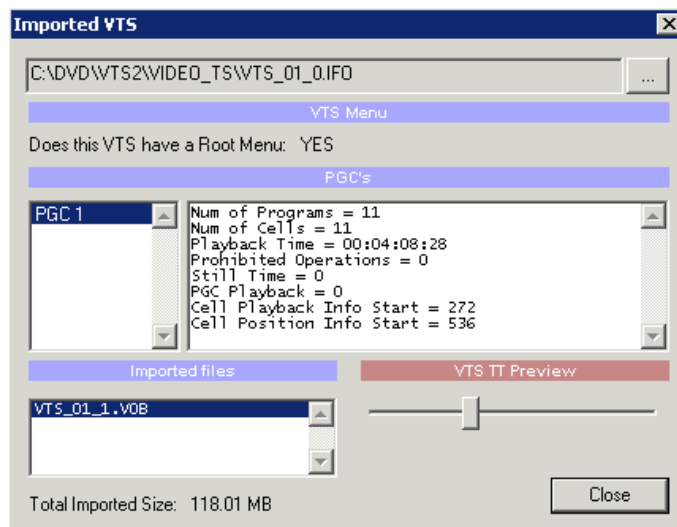 Imported VTS
C:\DVD\VTS2\VIDEO_TS\VTS_01_0.IFO
...
VTS Menu
Does this VTS have a Root Menu: YES
PGC's
PGC 1
Num of Programs = 11
Num of Cells = 11
Playback Time = 00:04:08:28
Prohibited Operations = 0
Still Time = 0
PGC Playback = 0
Cell Playback Info Start = 272
Cell Position Info Start = 536
Imported files
VTS TT Preview
VTS_01_1.VOB
Total Imported Size: 118.01 MB
Close